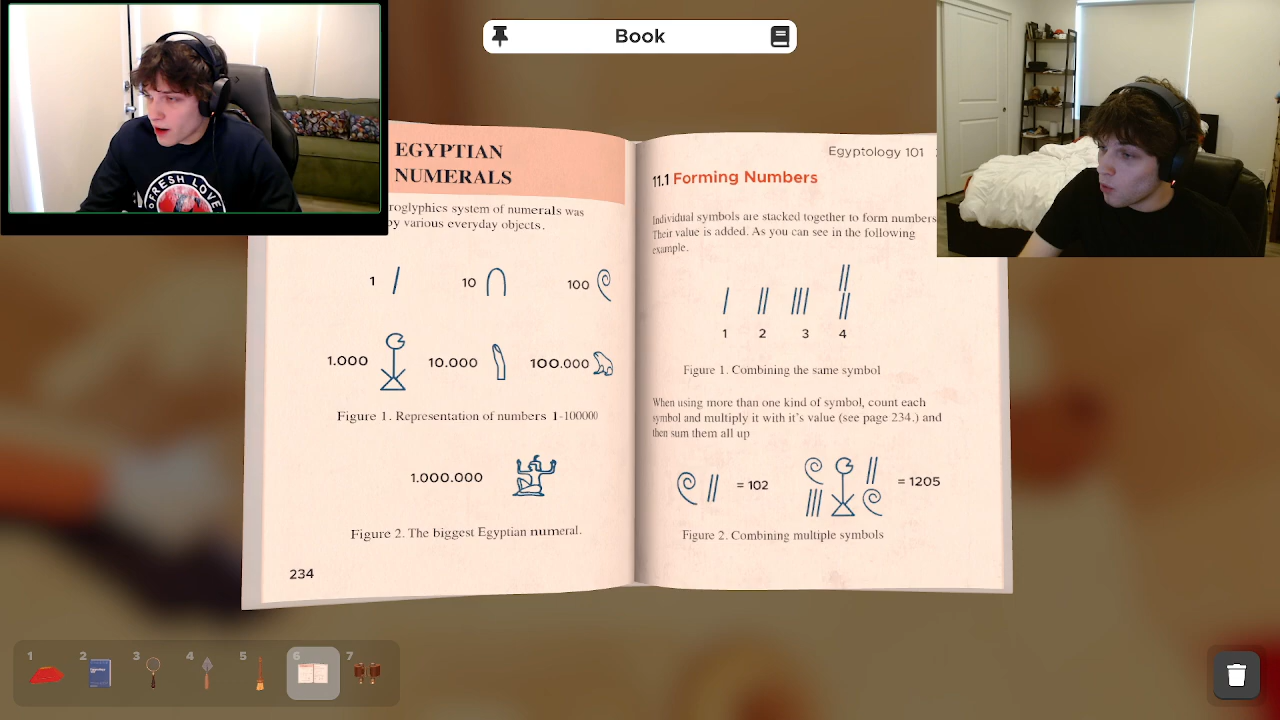 Book
FRESH LOVE
EGYPTIAN
NUMERALS
roglyphics system of numerals was
by various everyday objects.
1 10 100
1.000 10.000 100.000
Figure 1. Representation of numbers 1-100000
1.000.000
Figure 2. The biggest Egyptian numeral.
234
Egyptology 101
11.1 Forming Numbers
Individual symbols are stacked together to form numbers
Their value is added. As you can see in the following
example.
1 2 3 4
Figure 1. Combining the same symbol
When using more than one kind of symbol, count each
symbol and multiply it with it's value (see page 234.) and
then sum them all up
= 102 = 1205
Figure 2. Combining multiple symbols
1 2 3 4 5 6 7